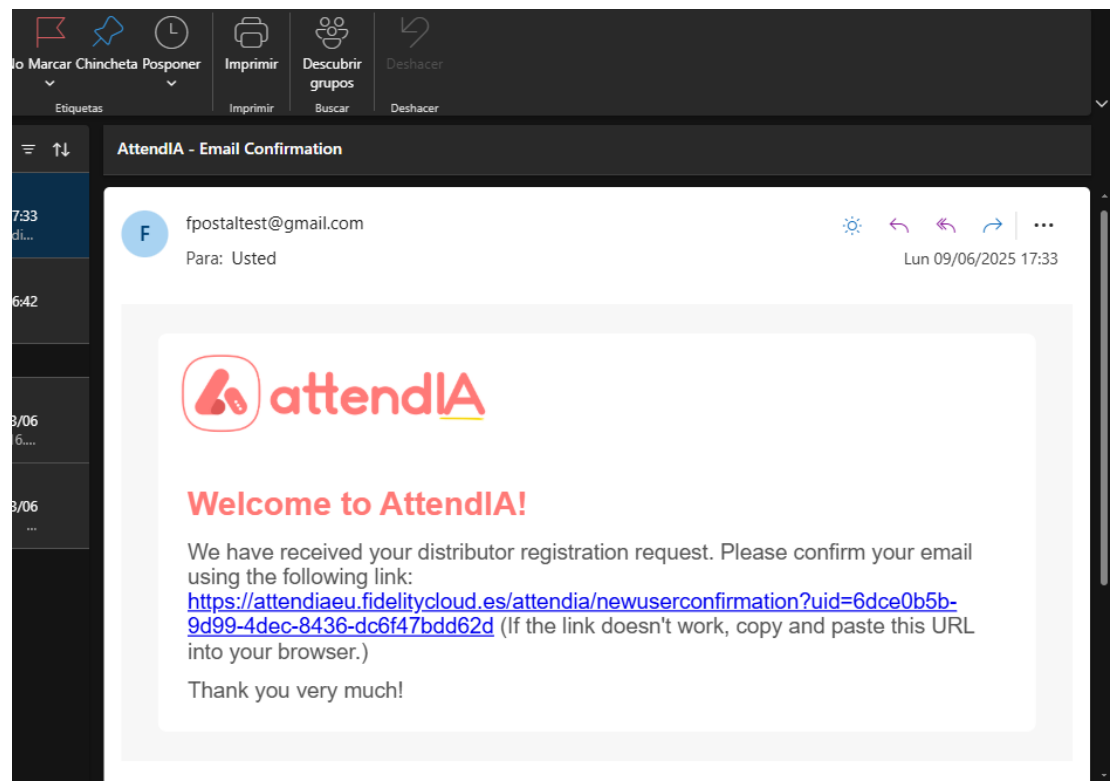 No Marcar Chincheta Posponer Imprimir Descubrir grupos Deshacer
Etiquetas Imprimir Buscar Deshacer
AttendIA - Email Confirmation
7:33
di...
F
fpostaltest@gmail.com
Para: Usted
Lun 09/06/2025 17:33
6:42
attendIA
3/06
6....
Welcome to AttendIA!
3/06
...
We have received your distributor registration request. Please confirm your email
using the following link:
https://attendiaeu.fidelitycloud.es/attendia/newuserconfirmation?uid=6dce0b5b-
9d99-4dec-8436-dc6f47bdd62d (If the link doesn't work, copy and paste this URL
into your browser.)
Thank you very much!